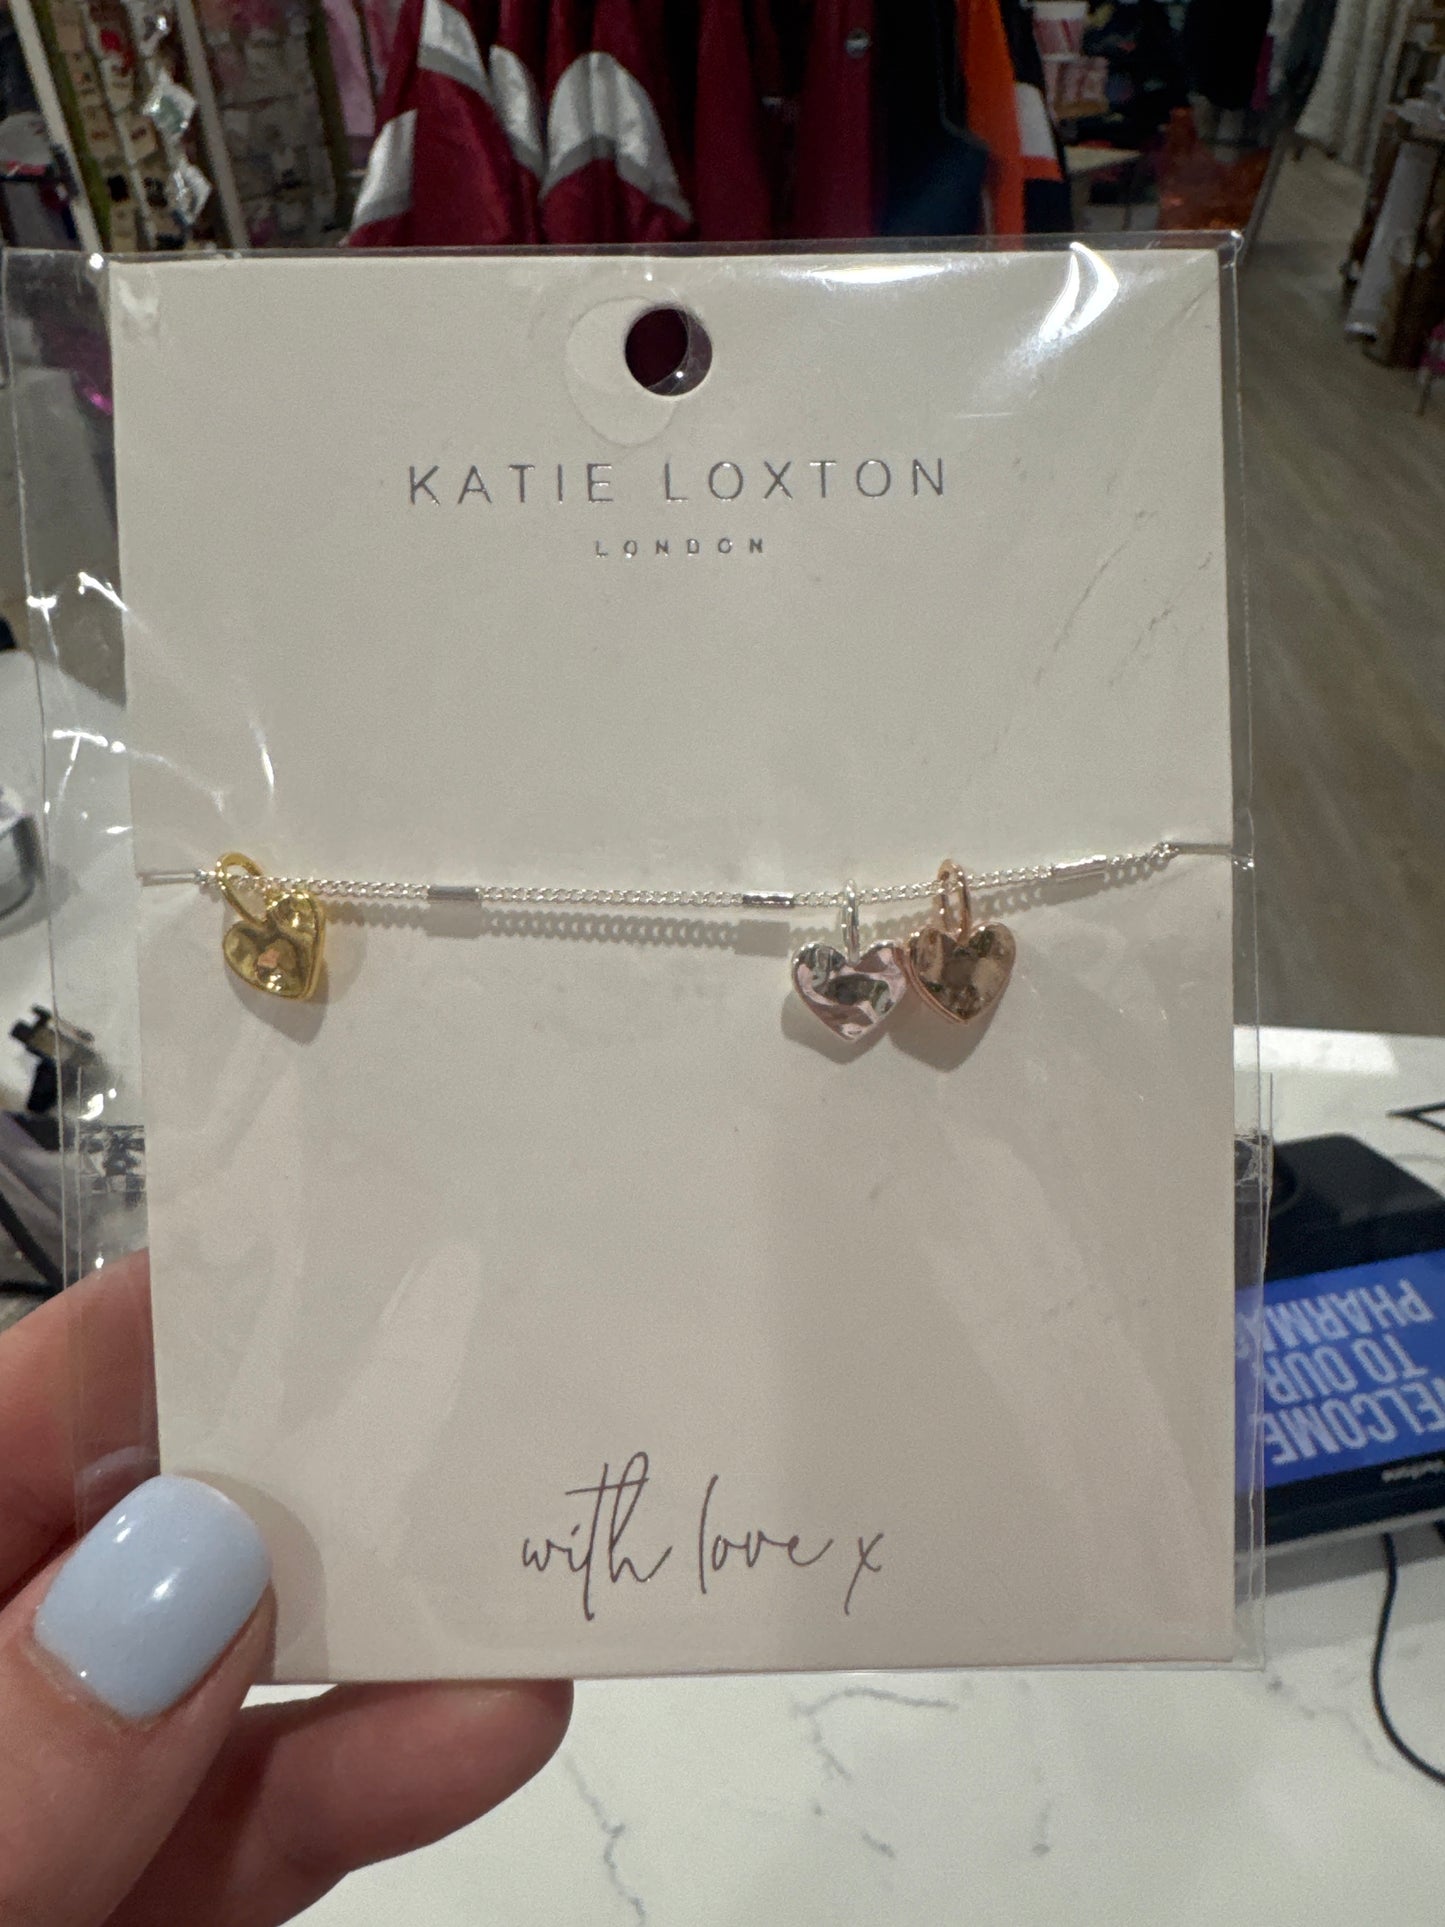 KATIE LOXTON
LONDON
with love x
WELCOME
TO OUR
PHARMA